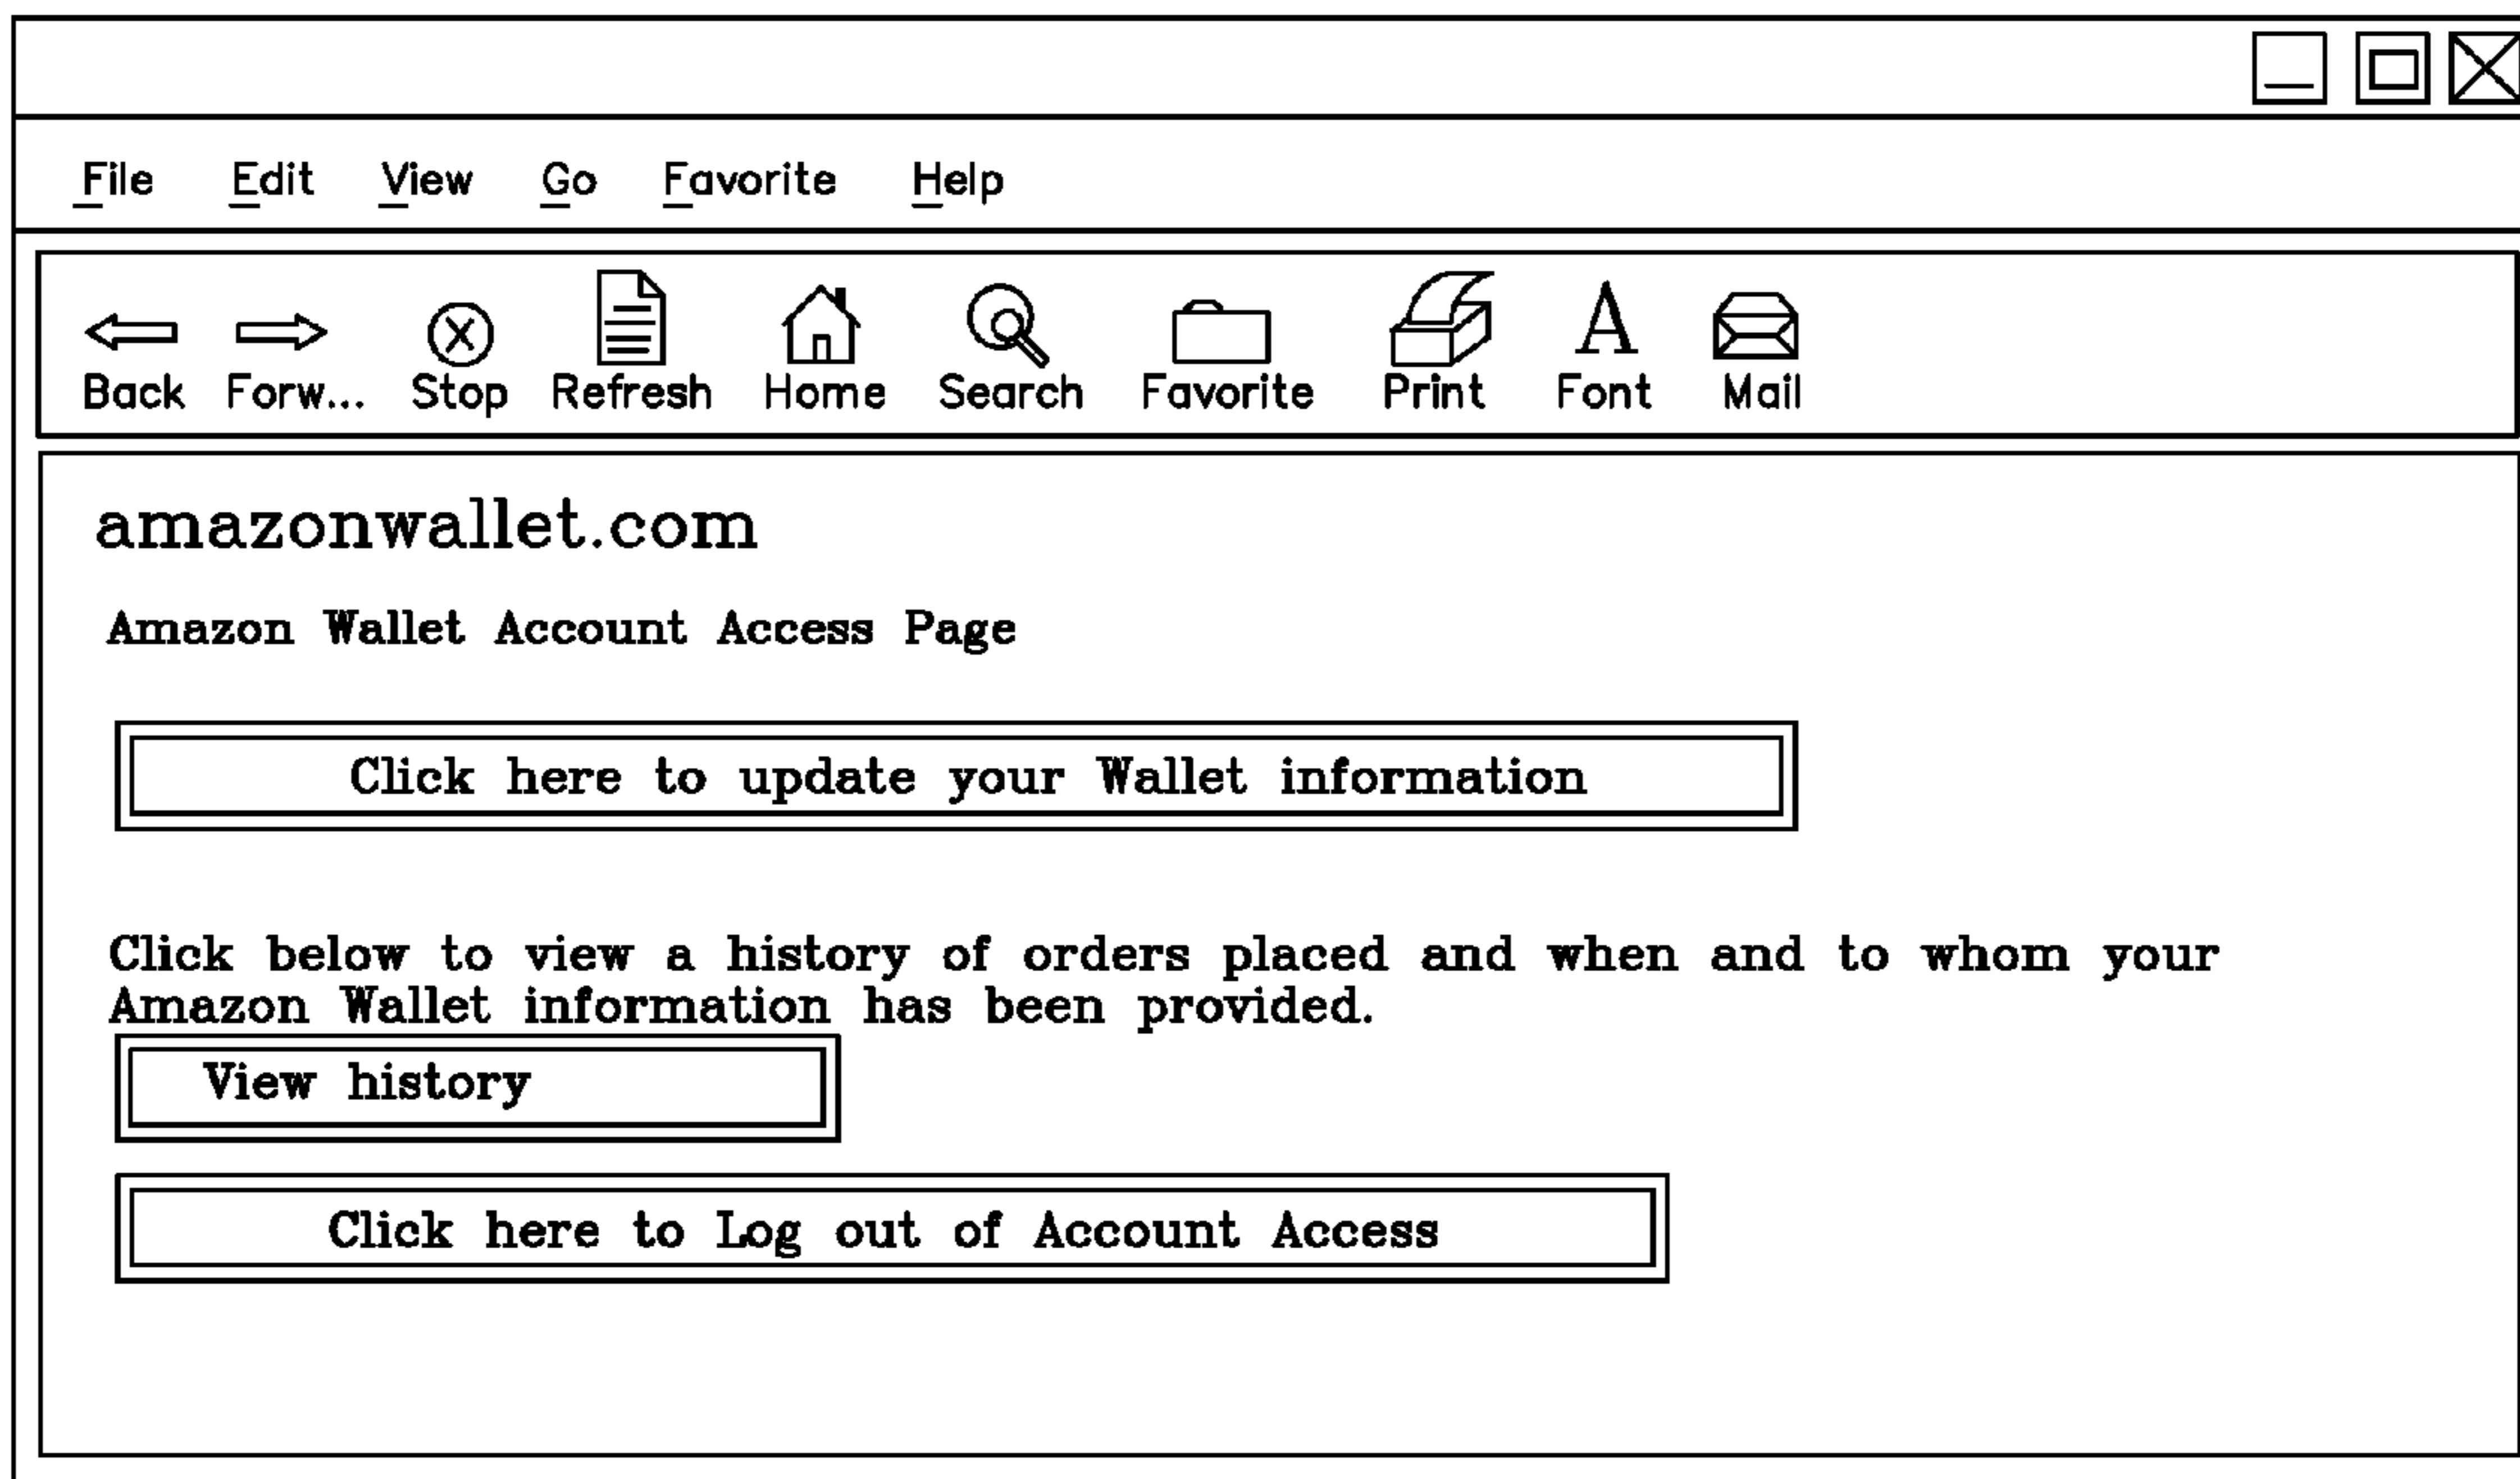 File Edit View Go Favorite Help
Back Forw... Stop Refresh Home Search Favorite Print Font Mail
amazonwallet.com
Amazon Wallet Account Access Page
Click here to update your Wallet information
Click below to view a history of orders placed and when and to whom your
Amazon Wallet information has been provided.
View history
Click here to Log out of Account Access